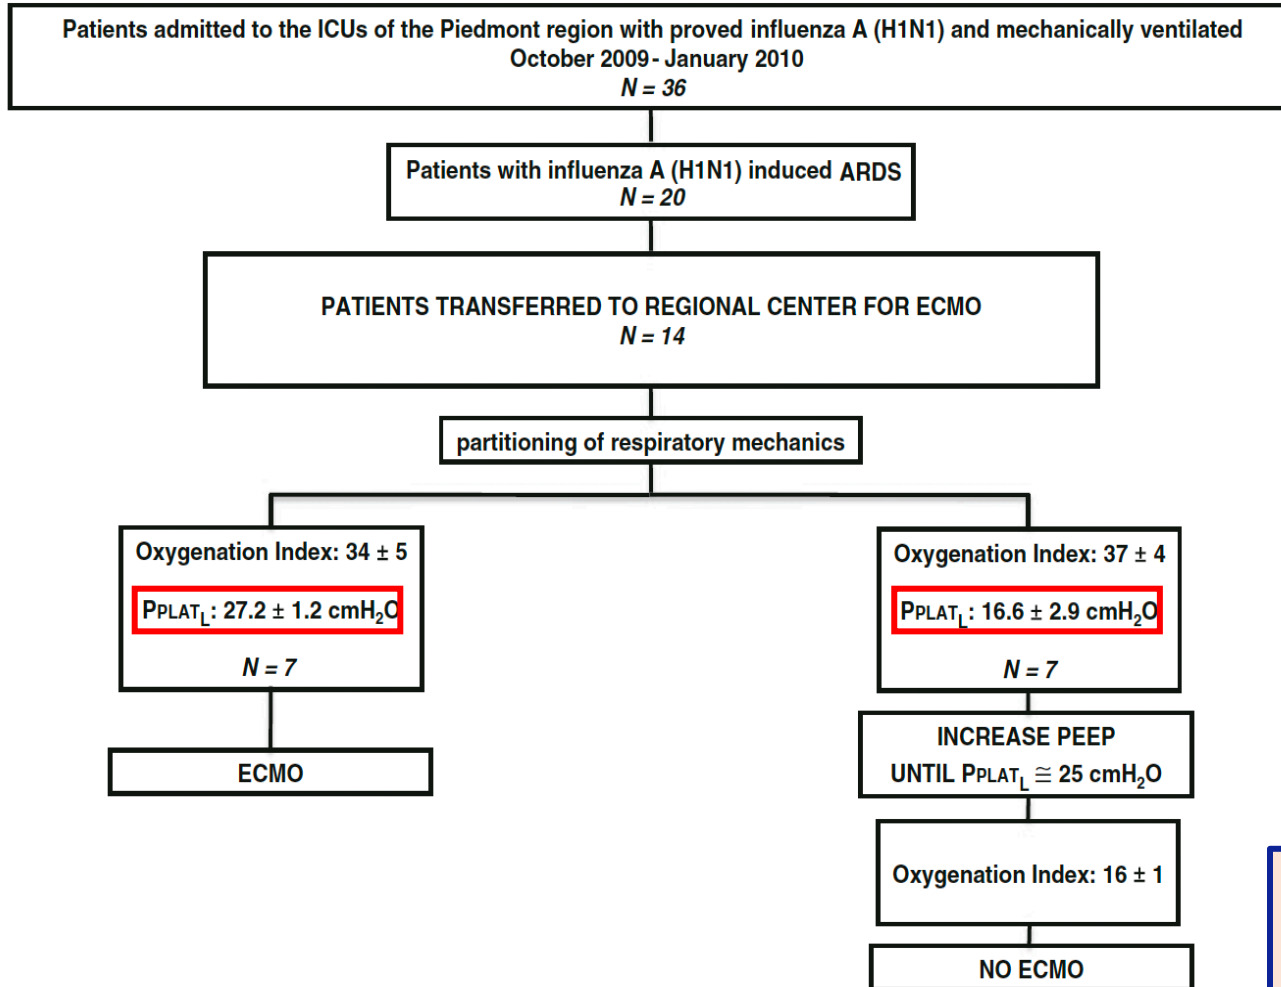 Patients admitted to the ICUs of the Piedmont region with proved influenza A (H1N1) and mechanically ventilated
October 2009 - January 2010
N = 36
Patients with influenza A (H1N1) induced ARDS
N = 20
PATIENTS TRANSFERRED TO REGIONAL CENTER FOR ECMO
N = 14
partitioning of respiratory mechanics
Oxygenation Index: 34 ± 5
PPLATL: 27.2 ± 1.2 cmH₂O
N = 7
ECMO
Oxygenation Index: 37 ± 4
PPLATL: 16.6 ± 2.9 cmH₂O
N = 7
INCREASE PEEP
UNTIL PPLATL ≅ 25 cmH₂O
Oxygenation Index: 16 ± 1
NO ECMO